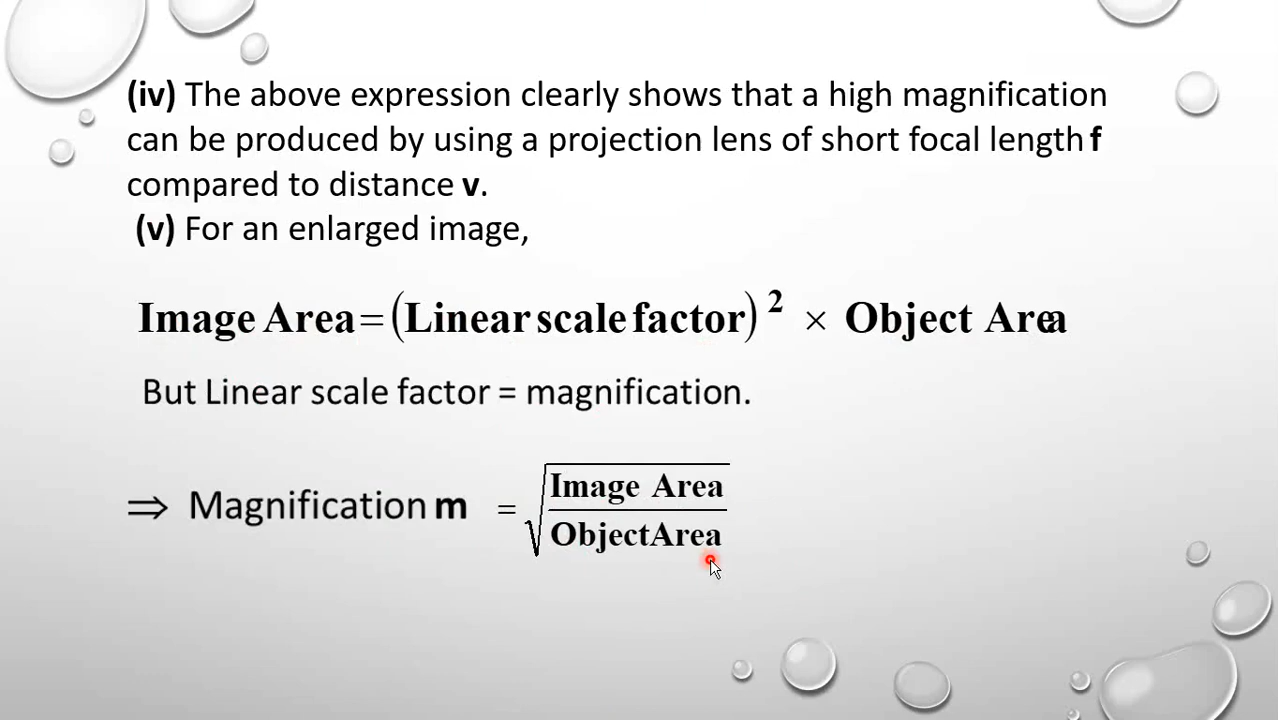 (iv) The above expression clearly shows that a high magnification
can be produced by using a projection lens of short focal length f
compared to distance v.
(v) For an enlarged image,
Image Area = (Linear scale factor)² × Object Area
But Linear scale factor = magnification.
⇒ Magnification m = √(Image Area / Object Area)